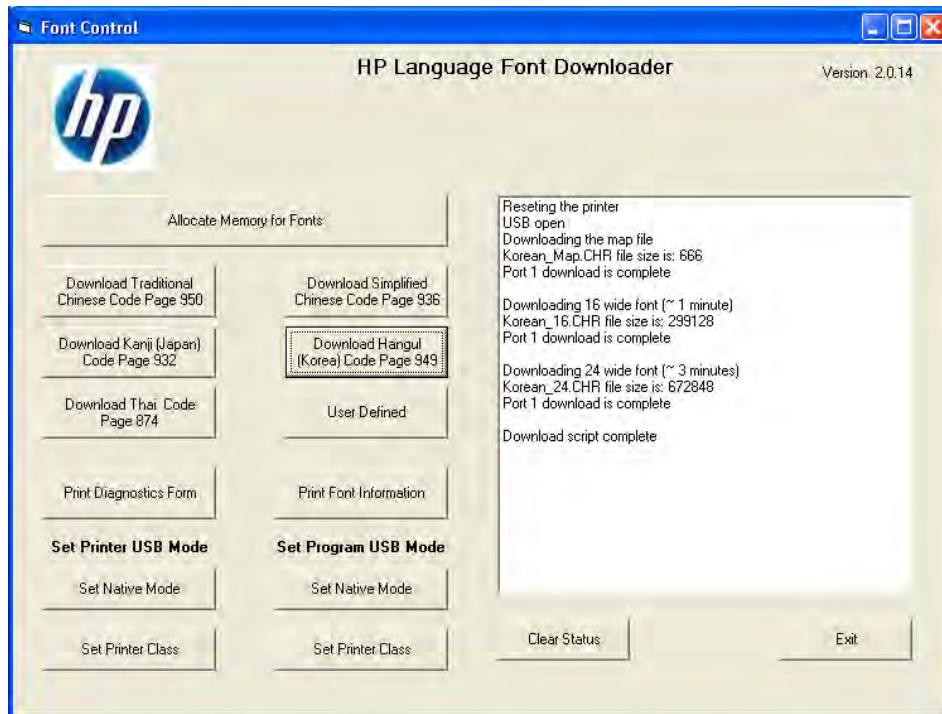 Font Control
HP Language Font Downloader
Version 2.0.14
hp
Allocate Memory for Fonts
Download Traditional
Chinese Code Page 950
Download Simplified
Chinese Code Page 936
Download Kanji (Japan)
Code Page 932
Download Hangul
(Korea) Code Page 949
Download Thai Code
Page 874
User Defined
Print Diagnostics Form
Print Font Information
Set Printer USB Mode
Set Program USB Mode
Set Native Mode
Set Native Mode
Set Printer Class
Set Printer Class
Reseting the printer
USB open
Downloading the map file
Korean_Map.CHR file size is: 666
Port 1 download is complete
Downloading 16 wide font (~ 1 minute)
Korean_16.CHR file size is: 299128
Port 1 download is complete
Downloading 24 wide font (~ 3 minutes)
Korean_24.CHR file size is: 672848
Port 1 download is complete
Download script complete
Clear Status
Exit